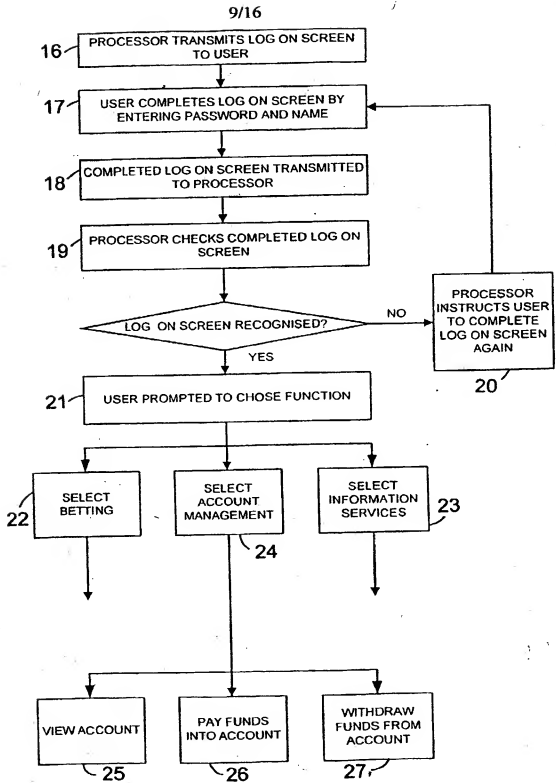 9/16
16
PROCESSOR TRANSMITS LOG ON SCREEN
TO USER
17
USER COMPLETES LOG ON SCREEN BY
ENTERING PASSWORD AND NAME
18
COMPLETED LOG ON SCREEN TRANSMITTED
TO PROCESSOR
19
PROCESSOR CHECKS COMPLETED LOG ON
SCREEN
LOG ON SCREEN RECOGNISED?
NO
PROCESSOR
INSTRUCTS USER
TO COMPLETE
LOG ON SCREEN
AGAIN
20
YES
21
USER PROMPTED TO CHOSE FUNCTION
22
SELECT
BETTING
SELECT
ACCOUNT
MANAGEMENT
24
SELECT
INFORMATION
SERVICES
23
VIEW ACCOUNT
25
PAY FUNDS
INTO ACCOUNT
26
WITHDRAW
FUNDS FROM
ACCOUNT
27